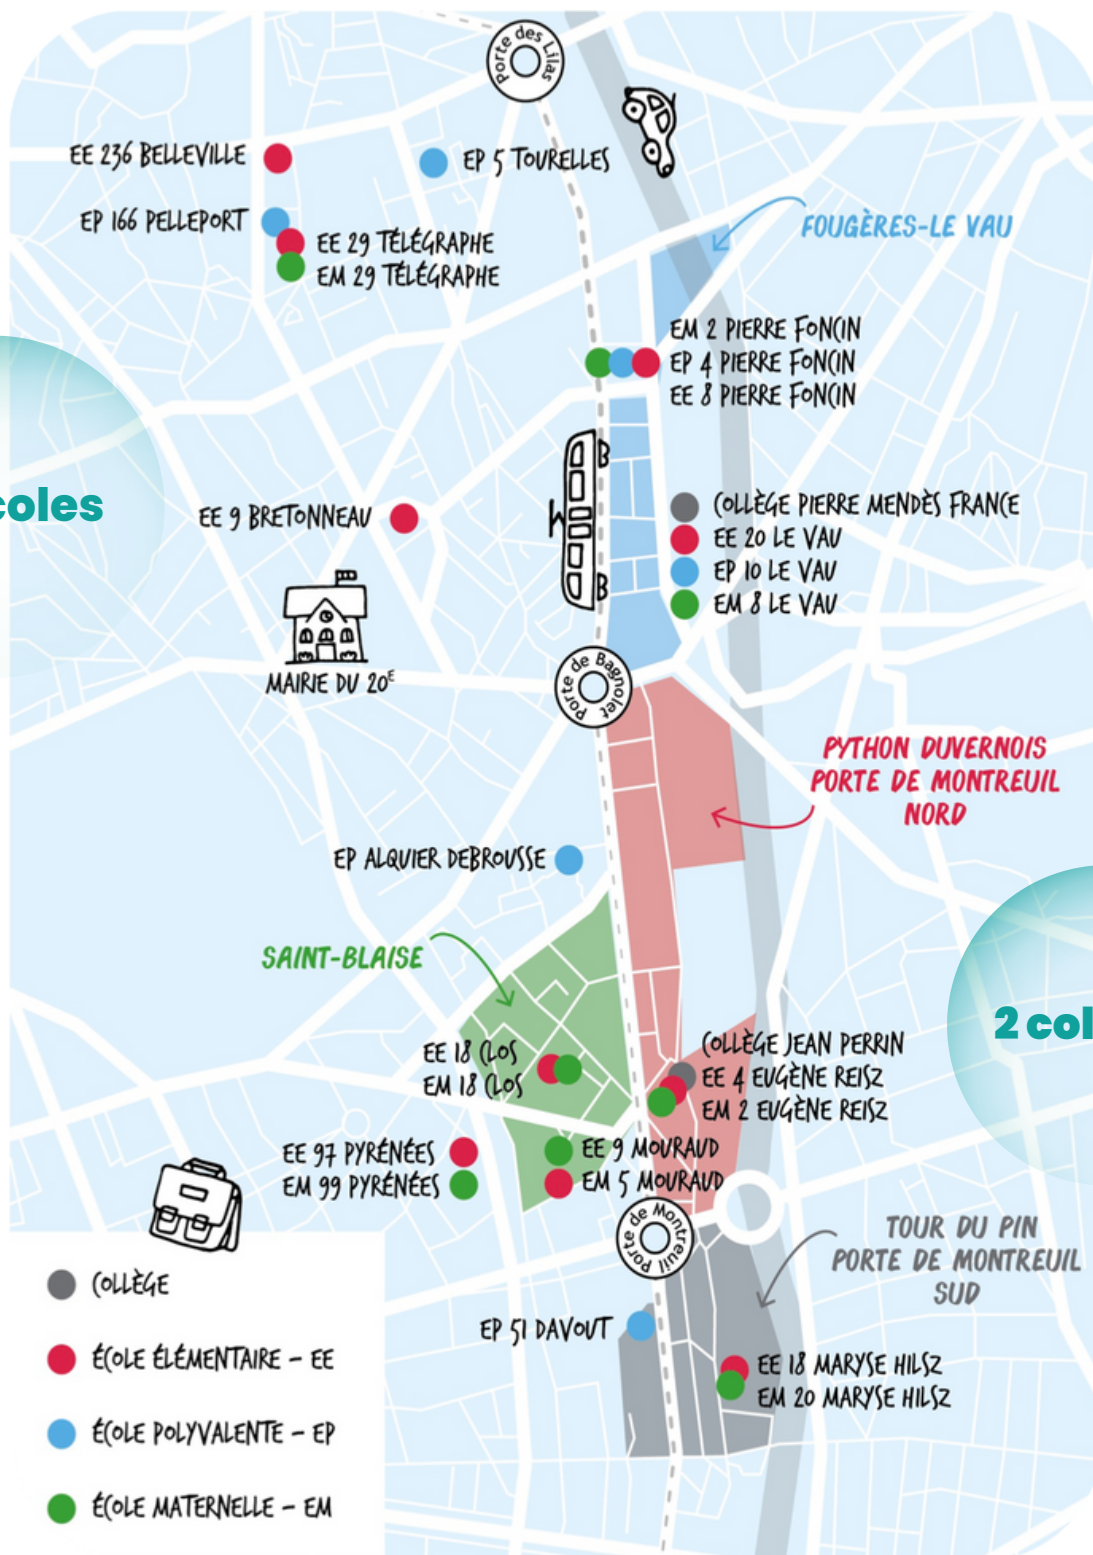 Porte des Lilas
EE 236 BELLEVILLE
EP 5 TOURELLES
EP 166 PELLEPORT
FOUGÈRES-LE VAU
EE 29 TÉLÉGRAPHE
EM 29 TÉLÉGRAPHE
EM 2 PIERRE FONCIN
EP 4 PIERRE FONCIN
EE 8 PIERRE FONCIN
coles
EE 9 BRETONNEAU
COLLÈGE PIERRE MENDÈS FRANCE
EE 20 LE VAU
EP 10 LE VAU
EM 8 LE VAU
MAIRIE DU 20E
Porte de Bagnolet
PYTHON DUVERNOIS
PORTE DE MONTREUIL
NORD
EP ALQUIER DEBROUSSE
SAINT-BLAISE
2 col
EE 18 CLOS
EM 18 CLOS
COLLÈGE JEAN PERRIN
EE 4 EUGÈNE REISZ
EM 2 EUGÈNE REISZ
EE 97 PYRÉNÉES
EM 99 PYRÉNÉES
EE 9 MOURAUD
EM 5 MOURAUD
Porte de Montreuil
TOUR DU PIN
PORTE DE MONTREUIL
SUD
EP 51 DAVOUT
EE 18 MARYSE HILSZ
EM 20 MARYSE HILSZ
COLLÈGE
ÉCOLE ÉLÉMENTAIRE – EE
ÉCOLE POLYVALENTE – EP
ÉCOLE MATERNELLE – EM